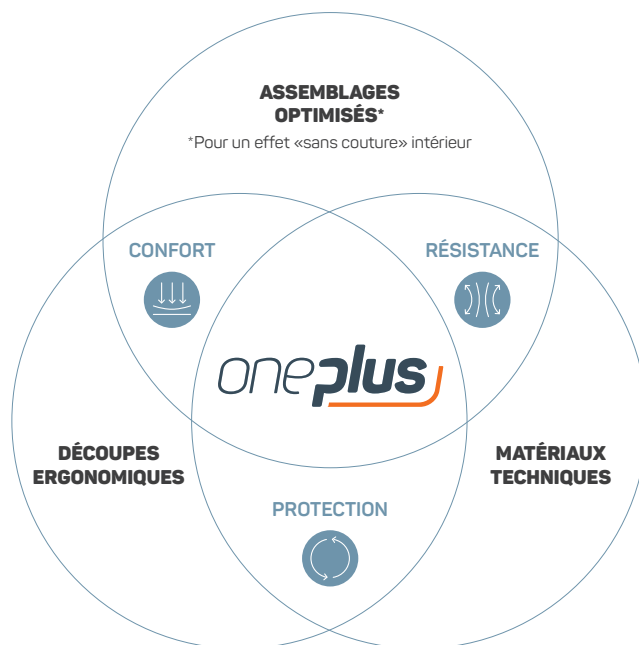 ASSEMBLAGES
OPTIMISÉS*
*Pour un effet «sans couture» intérieur
CONFORT
RÉSISTANCE
oneplus
DÉCOUPES
ERGONOMIQUES
MATÉRIAUX
TECHNIQUES
PROTECTION